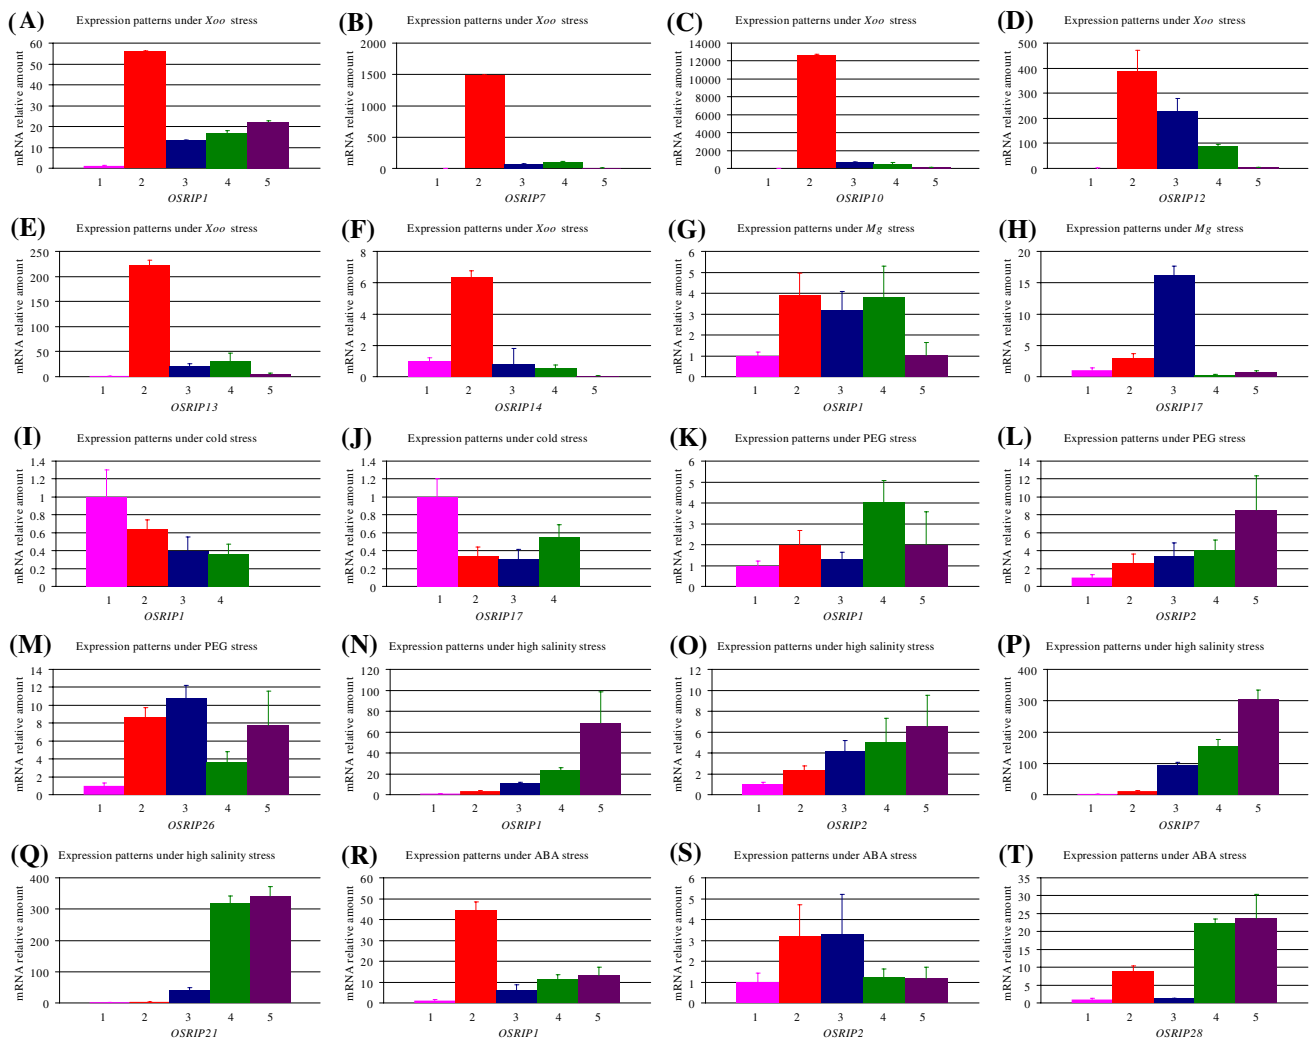 (A) Expression patterns under Xoo stress
mRNA relative amount
60
50
40
30
20
10
0
1 2 3 4 5
OSRIP1
(B) Expression patterns under Xoo stress
mRNA relative amount
2000
1500
1000
500
0
1 2 3 4 5
OSRIP7
(C) Expression patterns under Xoo stress
mRNA relative amount
14000
12000
10000
8000
6000
4000
2000
0
1 2 3 4 5
OSRIP10
(D) Expression patterns under Xoo stress
mRNA relative amount
500
400
300
200
100
0
1 2 3 4 5
OSRIP12
(E) Expression patterns under Xoo stress
mRNA relative amount
250
200
150
100
50
0
1 2 3 4 5
OSRIP13
(F) Expression patterns under Xoo stress
mRNA relative amount
8
6
4
2
0
1 2 3 4 5
OSRIP14
(G) Expression patterns under Mg stress
mRNA relative amount
6
5
4
3
2
1
0
1 2 3 4 5
OSRIP1
(H) Expression patterns under Mg stress
mRNA relative amount
20
15
10
5
0
1 2 3 4 5
OSRIP17
(I) Expression patterns under cold stress
mRNA relative amount
1.4
1.2
1
0.8
0.6
0.4
0.2
0
1 2 3 4
OSRIP1
(J) Expression patterns under cold stress
mRNA relative amount
1.4
1.2
1
0.8
0.6
0.4
0.2
0
1 2 3 4
OSRIP17
(K) Expression patterns under PEG stress
mRNA relative amount
6
5
4
3
2
1
0
1 2 3 4 5
OSRIP1
(L) Expression patterns under PEG stress
mRNA relative amount
14
12
10
8
6
4
2
0
1 2 3 4 5
OSRIP2
(M) Expression patterns under PEG stress
mRNA relative amount
14
12
10
8
6
4
2
0
1 2 3 4 5
OSRIP26
(N) Expression patterns under high salinity stress
mRNA relative amount
120
100
80
60
40
20
0
1 2 3 4 5
OSRIP1
(O) Expression patterns under high salinity stress
mRNA relative amount
12
10
8
6
4
2
0
1 2 3 4 5
OSRIP2
(P) Expression patterns under high salinity stress
mRNA relative amount
400
300
200
100
0
1 2 3 4 5
OSRIP7
(Q) Expression patterns under high salinity stress
mRNA relative amount
400
300
200
100
0
1 2 3 4 5
OSRIP21
(R) Expression patterns under ABA stress
mRNA relative amount
60
50
40
30
20
10
0
1 2 3 4 5
OSRIP1
(S) Expression patterns under ABA stress
mRNA relative amount
6
5
4
3
2
1
0
1 2 3 4 5
OSRIP2
(T) Expression patterns under ABA stress
mRNA relative amount
35
30
25
20
15
10
5
0
1 2 3 4 5
OSRIP28